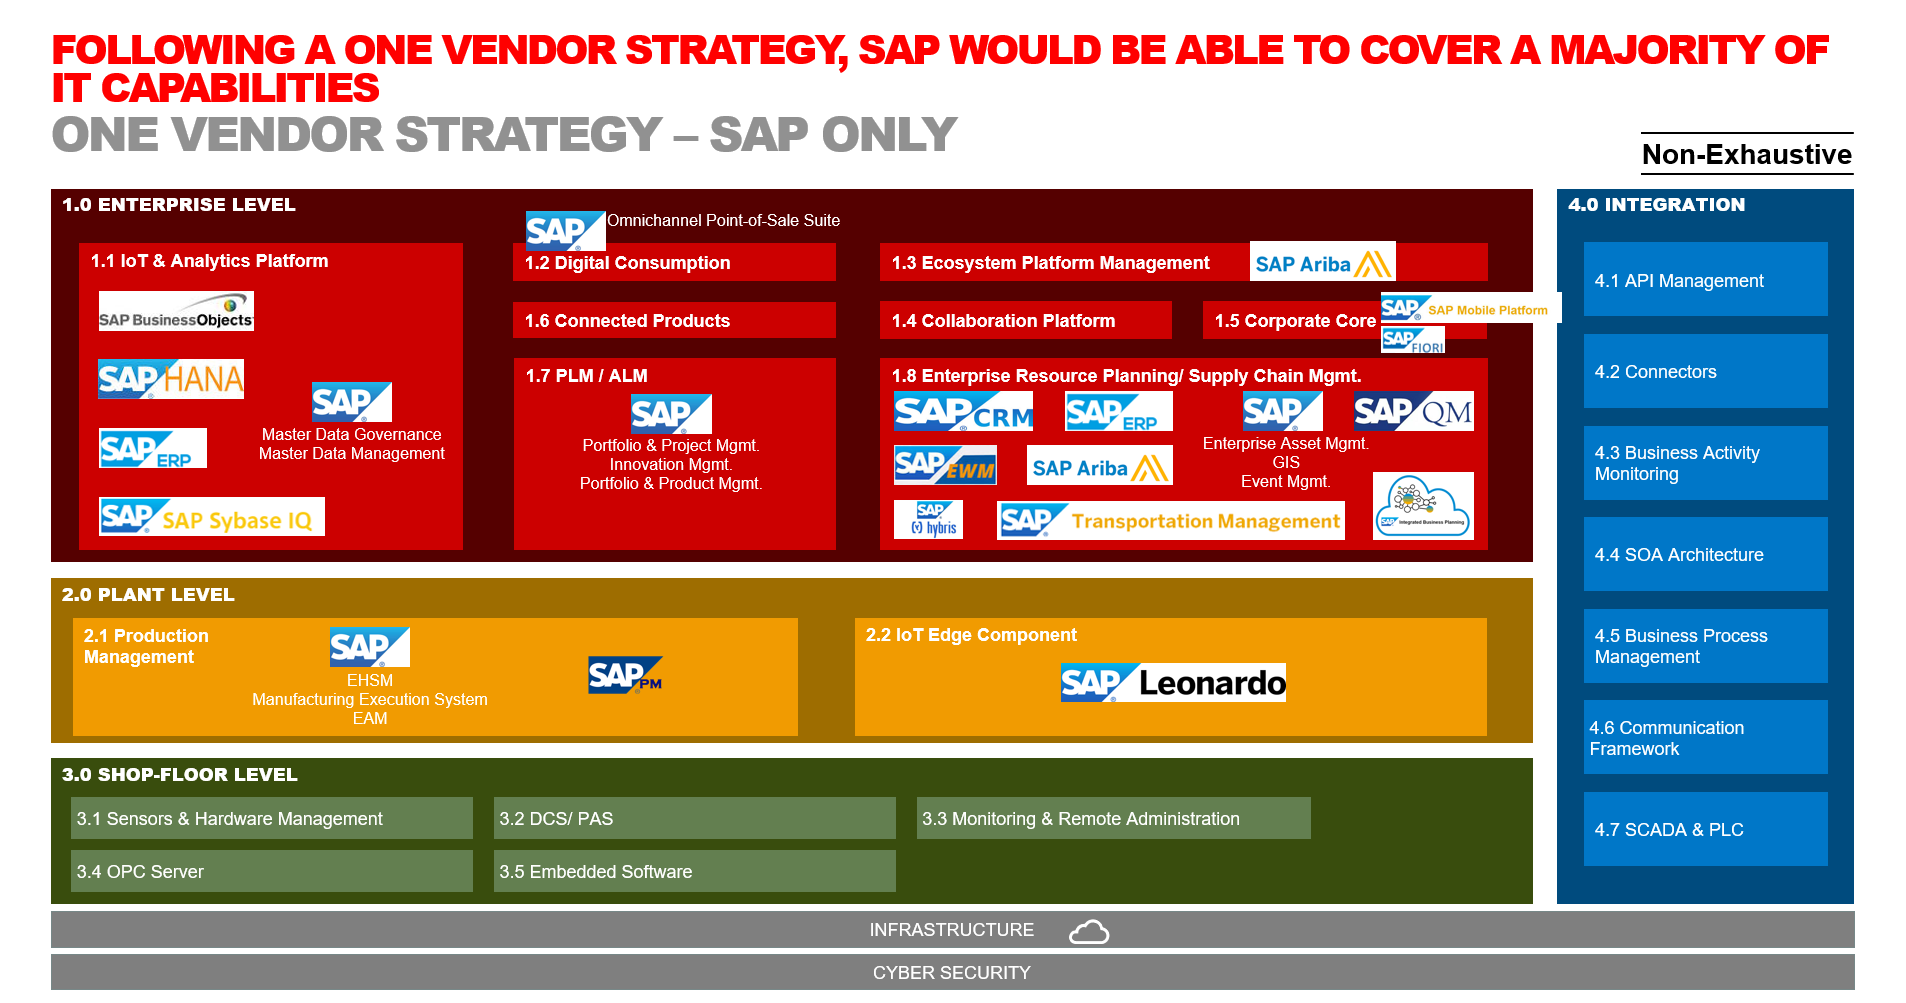 FOLLOWING A ONE VENDOR STRATEGY, SAP WOULD BE ABLE TO COVER A MAJORITY OF
IT CAPABILITIES
ONE VENDOR STRATEGY – SAP ONLY
Non-Exhaustive
1.0 ENTERPRISE LEVEL
SAP Omnichannel Point-of-Sale Suite
1.1 IoT & Analytics Platform
SAP BusinessObjects
SAP HANA
SAP ERP
SAP SAP Sybase IQ
SAP
Master Data Governance
Master Data Management
1.2 Digital Consumption
1.3 Ecosystem Platform Management
SAP Ariba
1.6 Connected Products
1.4 Collaboration Platform
1.5 Corporate Core
SAP SAP Mobile Platform
SAP FIORI
1.7 PLM / ALM
SAP
Portfolio & Project Mgmt.
Innovation Mgmt.
Portfolio & Product Mgmt.
1.8 Enterprise Resource Planning/ Supply Chain Mgmt.
SAP CRM
SAP ERP
SAP
Enterprise Asset Mgmt.
GIS
Event Mgmt.
SAP QM
SAP EWM
SAP Ariba
SAP hybris
SAP Transportation Management
SAP Integrated Business Planning
2.0 PLANT LEVEL
2.1 Production
Management
SAP
EHSM
Manufacturing Execution System
EAM
SAP PM
2.2 IoT Edge Component
SAP Leonardo
3.0 SHOP-FLOOR LEVEL
3.1 Sensors & Hardware Management
3.2 DCS/ PAS
3.3 Monitoring & Remote Administration
3.4 OPC Server
3.5 Embedded Software
4.0 INTEGRATION
4.1 API Management
4.2 Connectors
4.3 Business Activity
Monitoring
4.4 SOA Architecture
4.5 Business Process
Management
4.6 Communication
Framework
4.7 SCADA & PLC
INFRASTRUCTURE
CYBER SECURITY